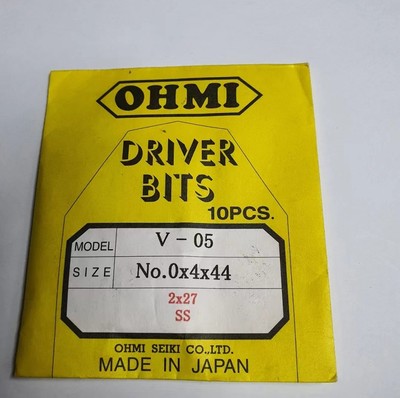 OHMI
DRIVER
BITS
10PCS.
MODEL V - 05
SIZE No.0x4x44
2x27
SS
OHMI SEIKI CO.,LTD.
MADE IN JAPAN